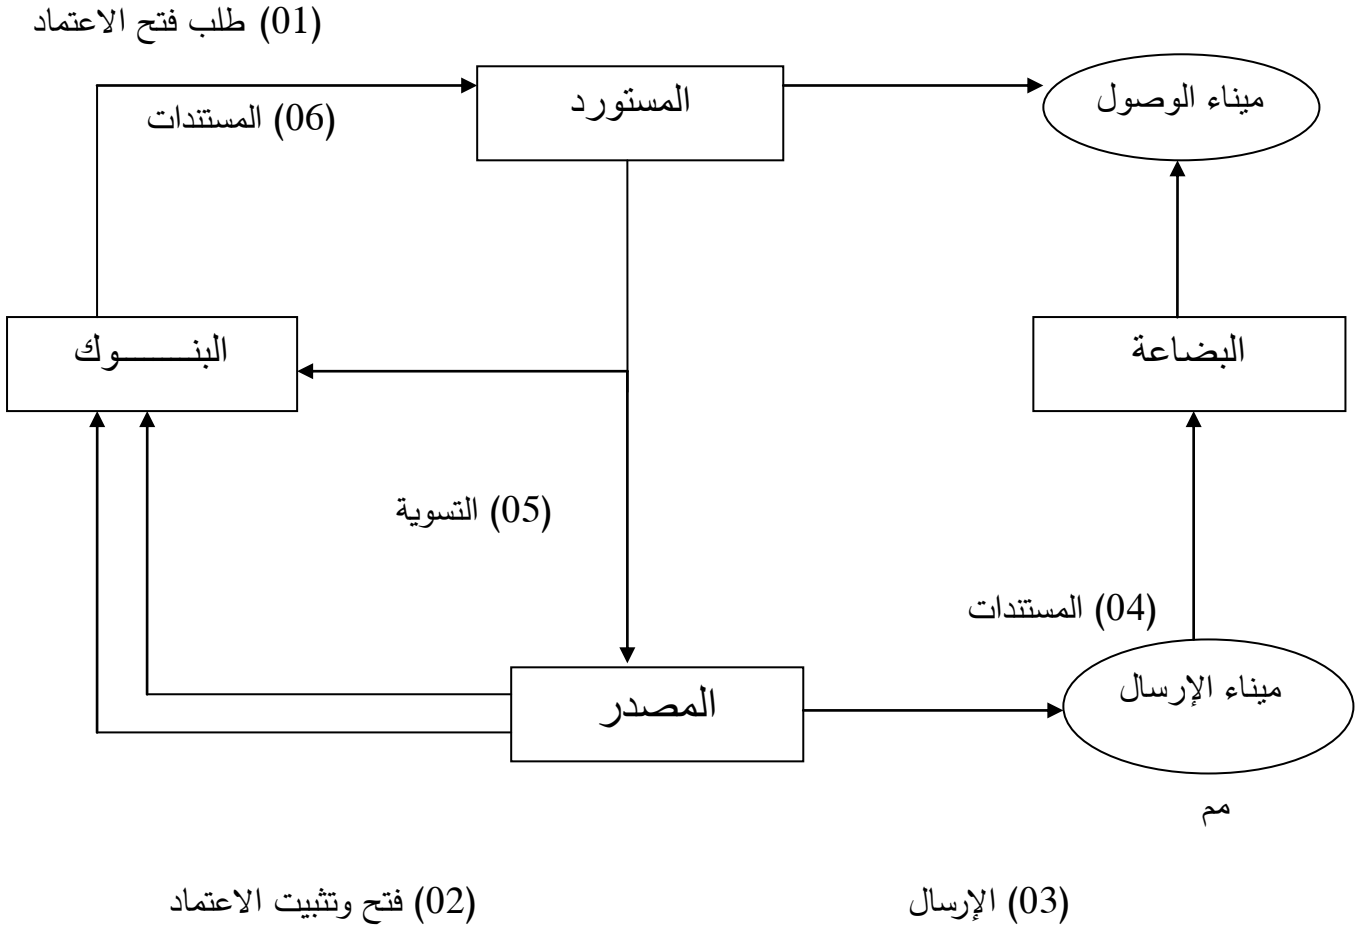 (01) طلب فتح الاعتماد
المستورد
ميناء الوصول
(06) المستندات
البنـــــــوك
البضاعة
(05) التسوية
(04) المستندات
المصدر
ميناء الإرسال
مم
(02) فتح وتثبيت الاعتماد
(03) الإرسال